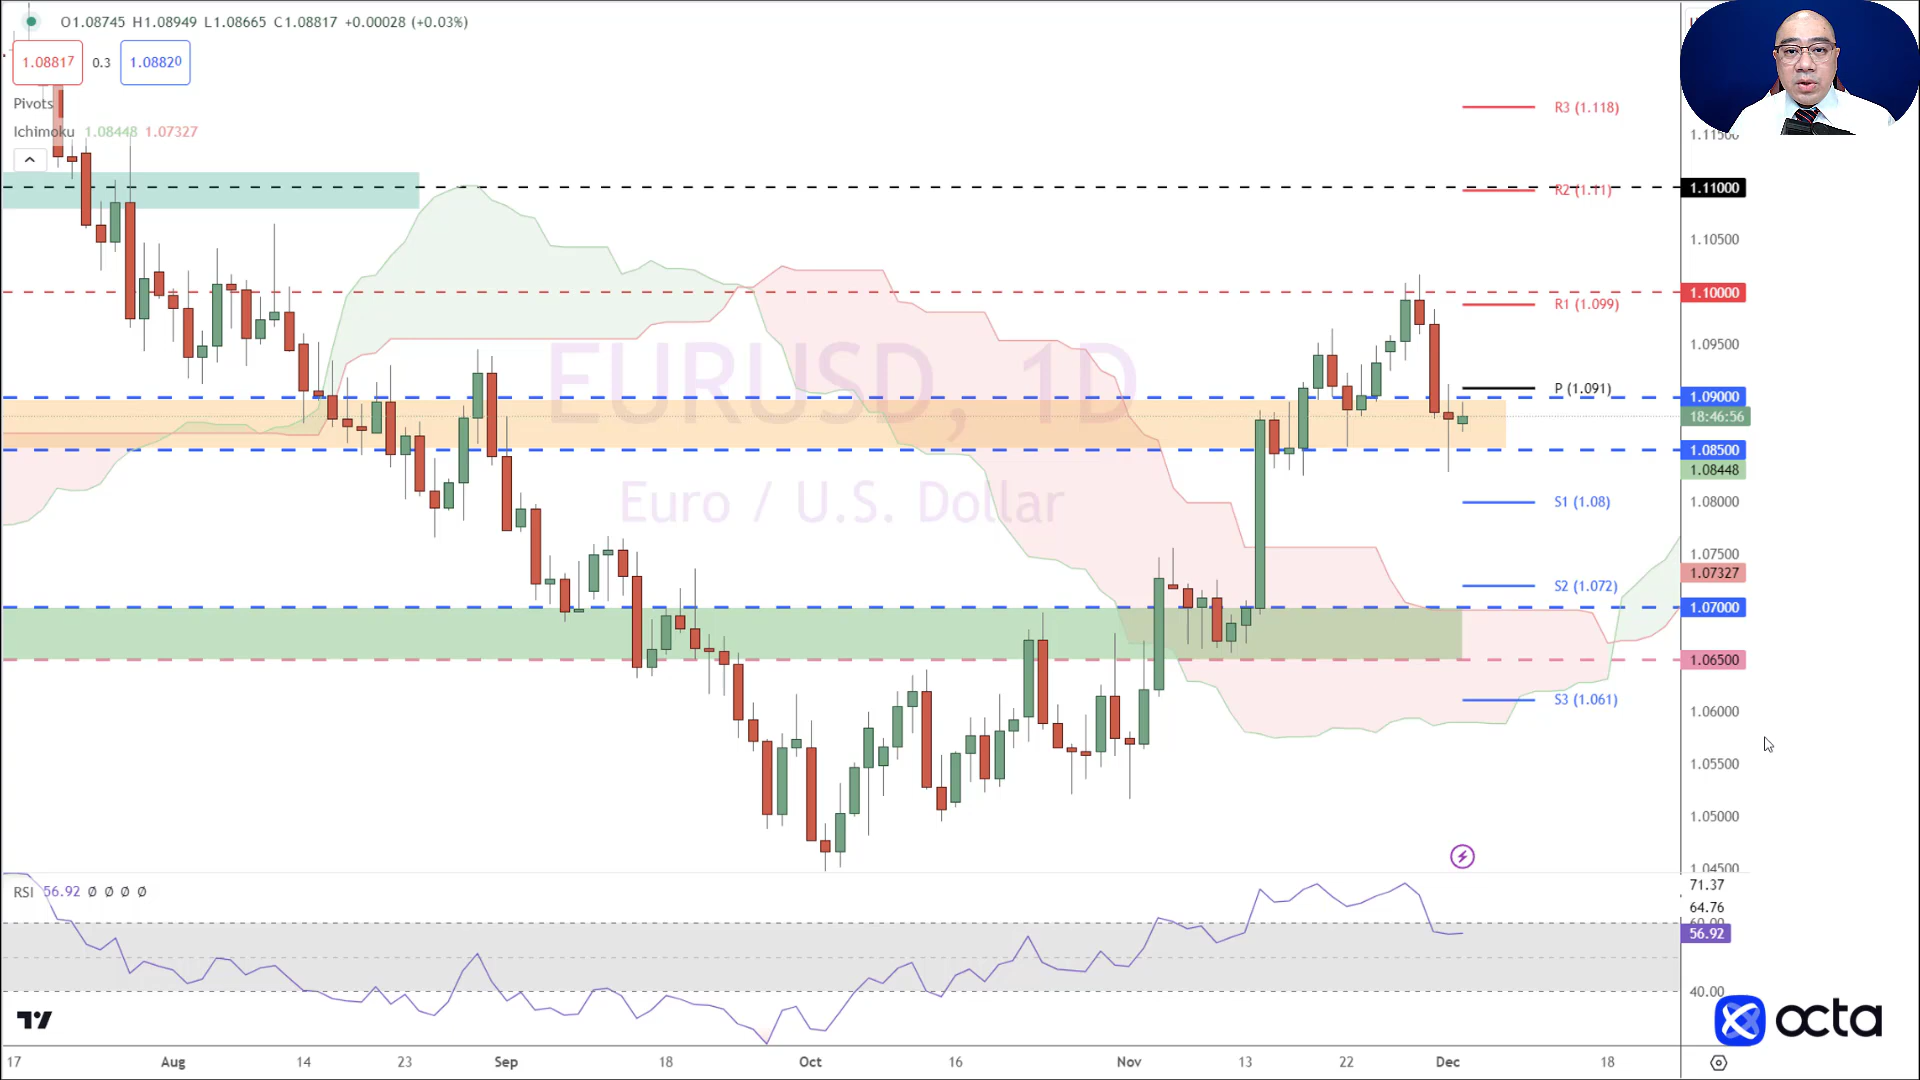 O1.08745 H1.08949 L1.08665 C1.08817 +0.00028 (+0.03%)
1.08817 0.3 1.08820
Pivots
Ichimoku 1.08448 1.07327
R3 (1.118)
R2 (1.11)
1.11000
1.10500
1.10000
R1 (1.099)
1.09500
EURUSD, 1D
P (1.091)
1.09000
18:46:56
1.08500
1.08448
Euro / U.S. Dollar
S1 (1.08)
1.08000
1.07500
1.07327
S2 (1.072)
1.07000
1.06500
S3 (1.061)
1.06000
1.05500
1.05000
1.04500
71.37
RSI 56.92 Ø Ø Ø Ø
64.76
60.00
56.92
40.00
octa
17 Aug 14 23 Sep 18 Oct 16 Nov 13 22 Dec 18